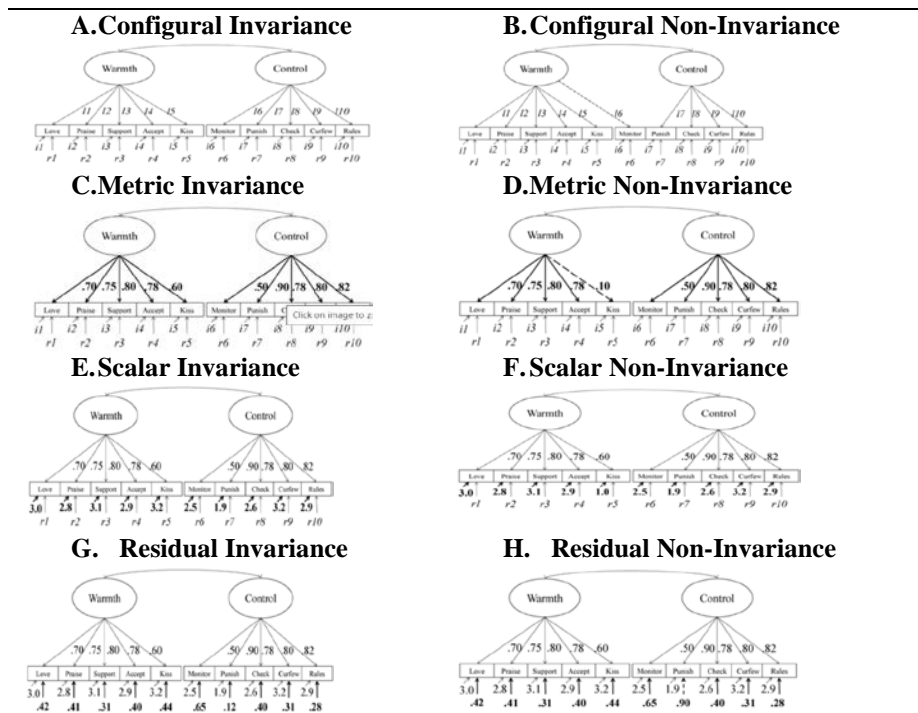 A.Configural Invariance B.Configural Non-Invariance
Warmth Control Warmth Control
l1 l2 l3 l4 l5 l6 l7 l8 l9 l10 l1 l2 l3 l4 l5 l6 l7 l8 l9 l10
Love Praise Support Accept Kiss Monitor Punish Check Curfew Rules Love Praise Support Accept Kiss Monitor Punish Check Curfew Rules
i1 i2 i3 i4 i5 i6 i7 i8 i9 i10 i1 i2 i3 i4 i5 i6 i7 i8 i9 i10
r1 r2 r3 r4 r5 r6 r7 r8 r9 r10 r1 r2 r3 r4 r5 r6 r7 r8 r9 r10
C.Metric Invariance D.Metric Non-Invariance
Warmth Control Warmth Control
.70 .75 .80 .78 .60 .50 .90 .78 .80 .82 .70 .75 .80 .78 .10 .50 .90 .78 .80 .82
Love Praise Support Accept Kiss Monitor Punish Love Praise Support Accept Kiss Monitor Punish Check Curfew Rules
Click on image to z
i1 i2 i3 i4 i5 i6 i7 i8 i9 i10 i1 i2 i3 i4 i5 i6 i7 i8 i9 i10
r1 r2 r3 r4 r5 r6 r7 r8 r9 r10 r1 r2 r3 r4 r5 r6 r7 r8 r9 r10
E.Scalar Invariance F.Scalar Non-Invariance
Warmth Control Warmth Control
.70 .75 .80 .78 .60 .50 .90 .78 .80 .82 .70 .75 .80 .78 .60 .50 .90 .78 .80 .82
Love Praise Support Accept Kiss Monitor Punish Check Curfew Rules Love Praise Support Accept Kiss Monitor Punish Check Curfew Rules
3.0 2.8 3.1 2.9 3.2 2.5 1.9 2.6 3.2 2.9 3.0 2.8 3.1 2.9 1.0 2.5 1.9 2.6 3.2 2.9
r1 r2 r3 r4 r5 r6 r7 r8 r9 r10 r1 r2 r3 r4 r5 r6 r7 r8 r9 r10
G. Residual Invariance H. Residual Non-Invariance
Warmth Control Warmth Control
.70 .75 .80 .78 .60 .50 .90 .78 .80 .82 .70 .75 .80 .78 .60 .50 .90 .78 .80 .82
Love Praise Support Accept Kiss Monitor Punish Check Curfew Rules Love Praise Support Accept Kiss Monitor Punish Check Curfew Rules
3.0 2.8 3.1 2.9 3.2 2.5 1.9 2.6 3.2 2.9 3.0 2.8 3.1 2.9 3.2 2.5 1.9 2.6 3.2 2.9
.42 .41 .31 .40 .44 .65 .12 .40 .31 .28 .42 .41 .31 .40 .44 .65 .90 .40 .31 .28